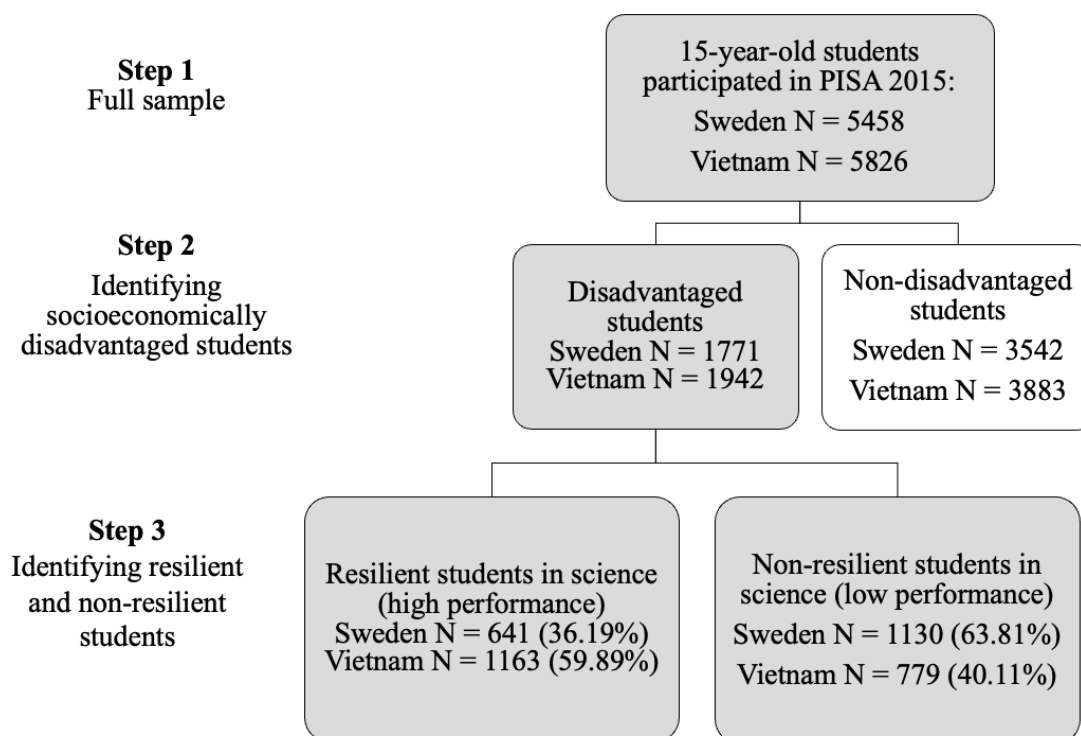 Step 1
Full sample
15-year-old students
participated in PISA 2015:
Sweden N = 5458
Vietnam N = 5826
Step 2
Identifying
socioeconomically
disadvantaged students
Disadvantaged
students
Sweden N = 1771
Vietnam N = 1942
Non-disadvantaged
students
Sweden N = 3542
Vietnam N = 3883
Step 3
Identifying resilient
and non-resilient
students
Resilient students in science
(high performance)
Sweden N = 641 (36.19%)
Vietnam N = 1163 (59.89%)
Non-resilient students in
science (low performance)
Sweden N = 1130 (63.81%)
Vietnam N = 779 (40.11%)